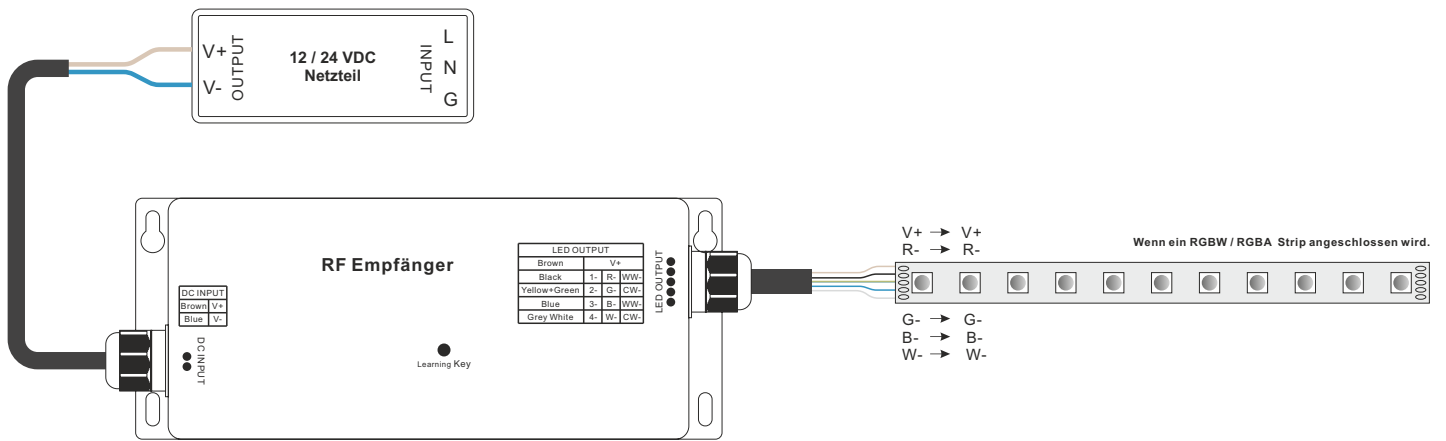 V+
V-
OUTPUT
12 / 24 VDC
Netzteil
INPUT
L
N
G
RF Empfänger
DC INPUT
Brown V+
Blue V-
DC INPUT
Learning Key
LED OUTPUT
Brown V+
Black 1- R- WW-
Yellow+Green 2- G- CW-
Blue 3- B- WW-
Grey White 4- W- CW-
LED OUTPUT
V+ → V+
R- → R-
Wenn ein RGBW / RGBA Strip angeschlossen wird.
G- → G-
B- → B-
W- → W-